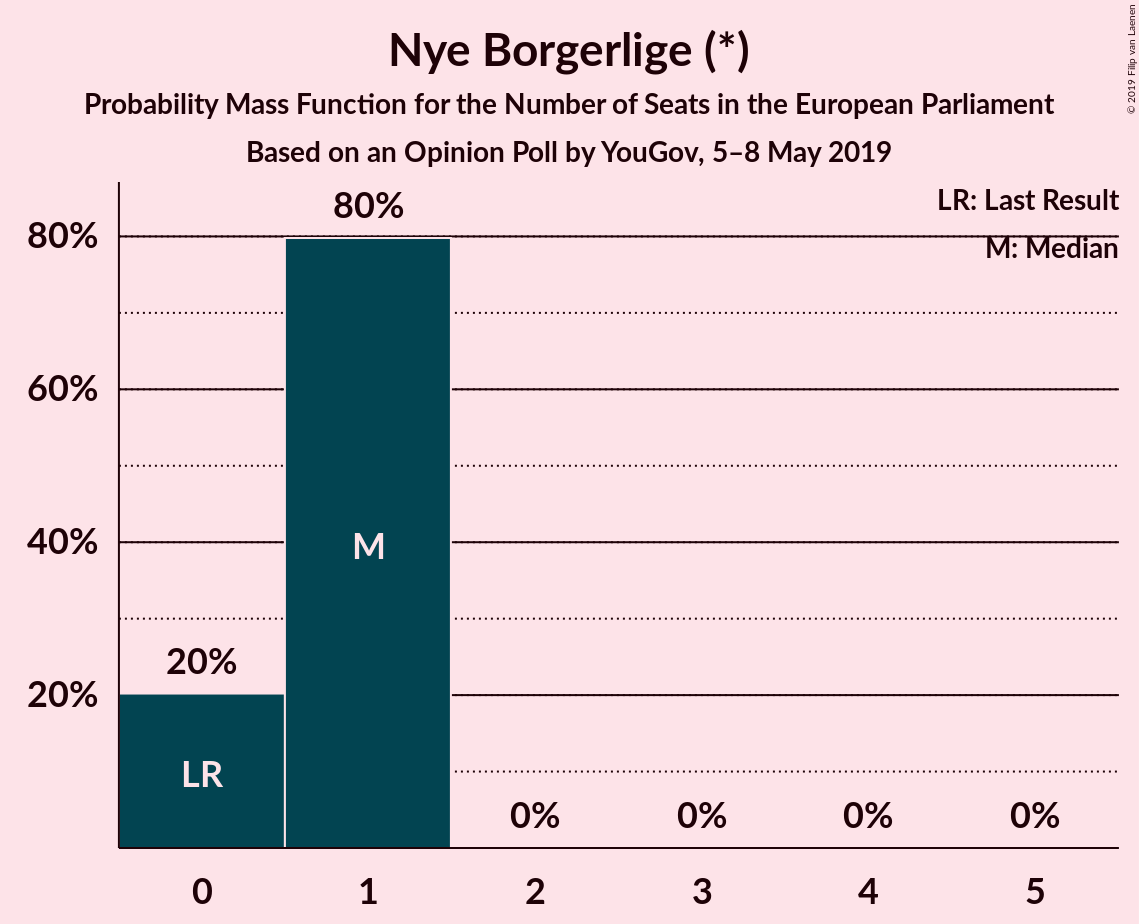 Nye Borgerlige (*)
Probability Mass Function for the Number of Seats in the European Parliament
Based on an Opinion Poll by YouGov, 5–8 May 2019
© 2019 Filip van Laenen
LR: Last Result
M: Median
80%
60%
40%
20%
20%
80%
0%
0%
0%
0%
LR
M
0 1 2 3 4 5